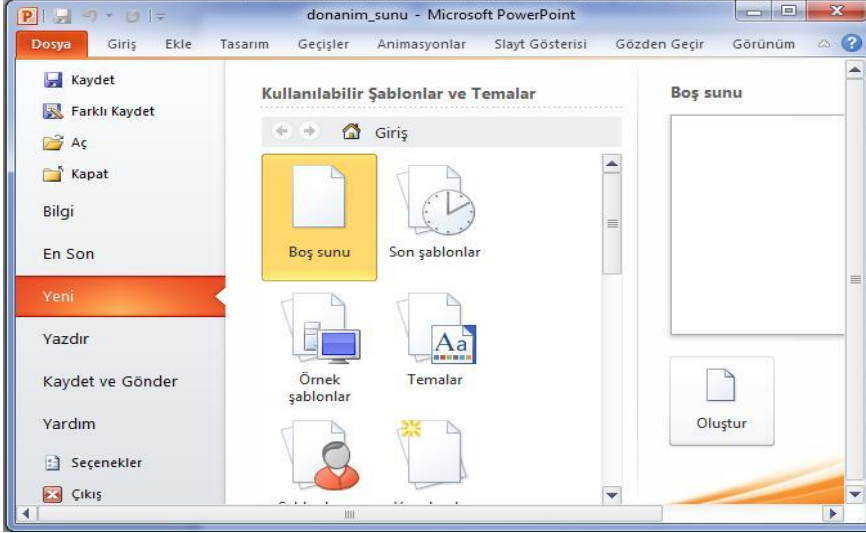 donanim_sunu - Microsoft PowerPoint
Dosya Giriş Ekle Tasarım Geçişler Animasyonlar Slayt Gösterisi Gözden Geçir Görünüm
Kaydet
Farklı Kaydet
Aç
Kapat
Bilgi
En Son
Yeni
Yazdır
Kaydet ve Gönder
Yardım
Seçenekler
Çıkış
Kullanılabilir Şablonlar ve Temalar
Giriş
Boş sunu
Son şablonlar
Örnek
şablonlar
Aa
Temalar
Boş sunu
Oluştur